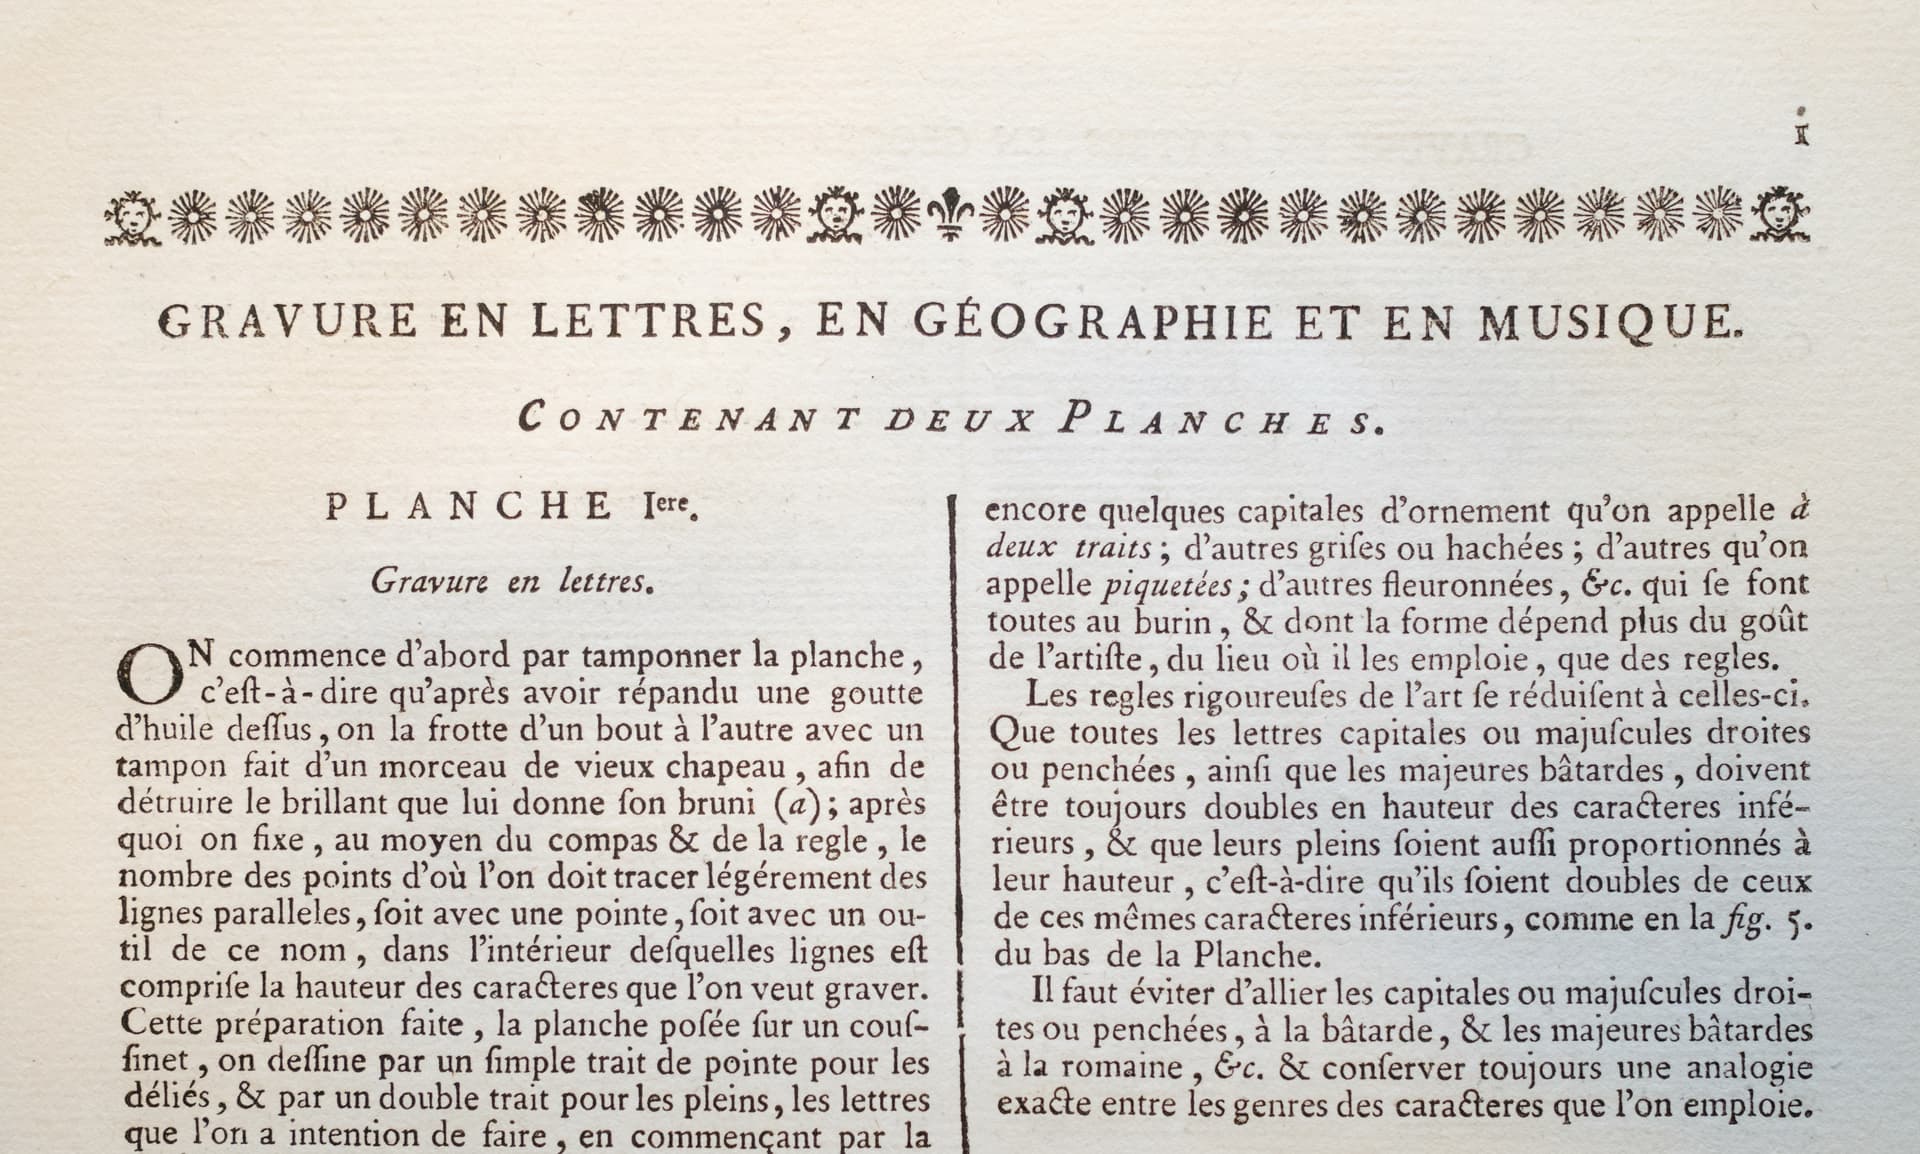 1
GRAVURE EN LETTRES, EN GÉOGRAPHIE ET EN MUSIQUE.
CONTENANT DEUX PLANCHES.
PLANCHE Iere.
Gravure en lettres.
ON commence d'abord par tamponner la planche,
c'eſt-à-dire qu'après avoir répandu une goutte
d'huile deſſus, on la frotte d'un bout à l'autre avec un
tampon fait d'un morceau de vieux chapeau, afin de
détruire le brillant que lui donne ſon bruni (a); après
quoi on fixe, au moyen du compas & de la regle, le
nombre des points d'où l'on doit tracer légérement des
lignes paralleles, ſoit avec une pointe, ſoit avec un ou-
til de ce nom, dans l'intérieur deſquelles lignes eſt
compriſe la hauteur des caracteres que l'on veut graver.
Cette préparation faite, la planche poſée ſur un couſ-
ſinet, on deſſine par un ſimple trait de pointe pour les
déliés, & par un double trait pour les pleins, les lettres
que l'on a intention de faire, en commençant par la
encore quelques capitales d'ornement qu'on appelle à
deux traits; d'autres griſes ou hachées; d'autres qu'on
appelle piquetées; d'autres fleuronnées, &c. qui ſe font
toutes au burin, & dont la forme dépend plus du goût
de l'artiſte, du lieu où il les emploie, que des regles.
Les regles rigoureuſes de l'art ſe réduiſent à celles-ci.
Que toutes les lettres capitales ou majuſcules droites
ou penchées, ainſi que les majeures bâtardes, doivent
être toujours doubles en hauteur des caracteres infé-
rieurs, & que leurs pleins ſoient auſſi proportionnés à
leur hauteur, c'eſt-à-dire qu'ils ſoient doubles de ceux
de ces mêmes caracteres inférieurs, comme en la fig. 5.
du bas de la Planche.
Il faut éviter d'allier les capitales ou majuſcules droi-
tes ou penchées, à la bâtarde, & les majeures bâtardes
à la romaine, &c. & conſerver toujours une analogie
exacte entre les genres des caracteres que l'on emploie.